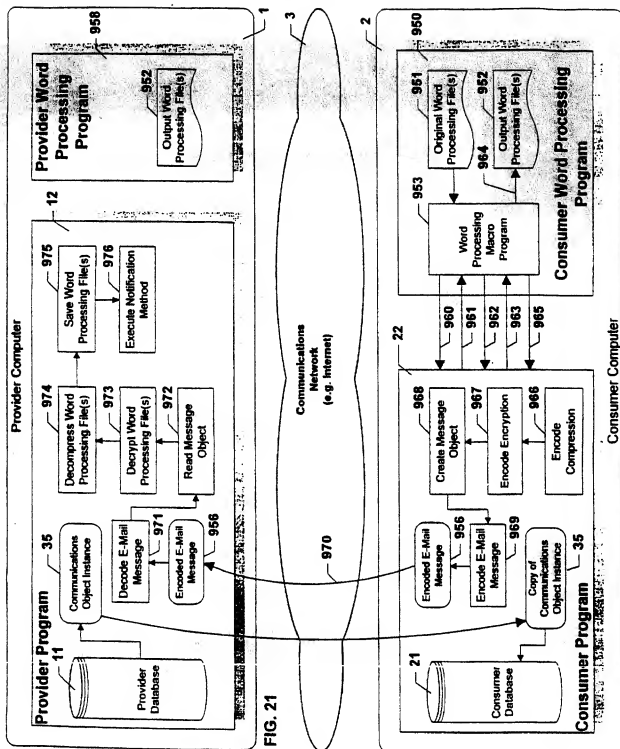 Provider Computer
1
Provider Program
12
11
Provider
Database
35
Communications
Object Instance
974
Decompress Word
Processing File(s)
975
Save Word
Processing File(s)
973
Decrypt Word
Processing File(s)
976
Execute Notification
Method
Decode E-Mail
Message
971
972
Read Message
Object
Encoded E-Mail
Message
956
Provider Word
Processing
Program
958
952
Output Word
Processing File(s)
FIG. 21
Communications
Network
(e.g. Internet)
3
970
2
22
Encoded E-Mail
Message
956
968
Create Message
Object
960
953
961
Original Word
Processing File(s)
950
Encode E-Mail
Message
969
967
Encode
Encryption
961
962
963
965
Word
Processing
Macro
Program
952
Output Word
Processing File(s)
964
966
Encode
Compression
21
Consumer
Database
Copy of
Communications
Object Instance
35
Consumer Program
Consumer Word Processing
Program
Consumer Computer